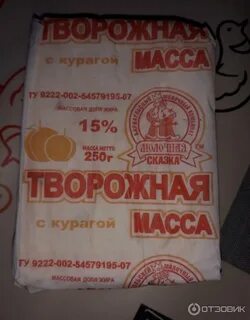 ТВОРОЖНАЯ
с курагой МАССА
ТУ 9222-002-54579195-07
МАССОВАЯ ДОЛЯ ЖИРА
15%
МАССА НЕТТО
250г
МОЛОЧНАЯ
СКАЗКА
ТВОРОЖНАЯ
с курагой МАССА
ТУ 9222-002-54579195-07
МАССОВАЯ ДОЛЯ ЖИРА
15%
ОТЗОВИК